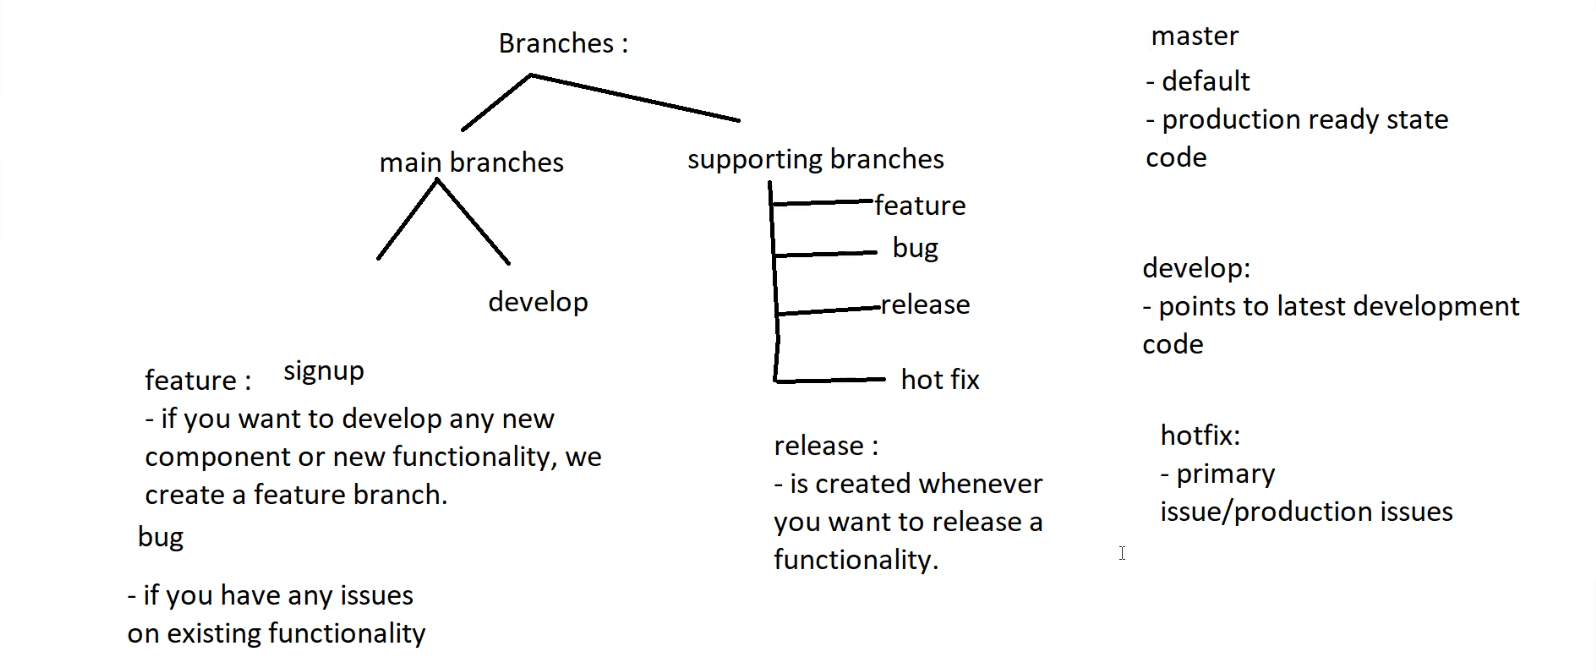 Branches :
main branches
supporting branches
feature
bug
release
hot fix
develop
master
- default
- production ready state
code
develop:
- points to latest development
code
feature :
signup
- if you want to develop any new
component or new functionality, we
create a feature branch.
bug
- if you have any issues
on existing functionality
release :
- is created whenever
you want to release a
functionality.
hotfix:
- primary
issue/production issues